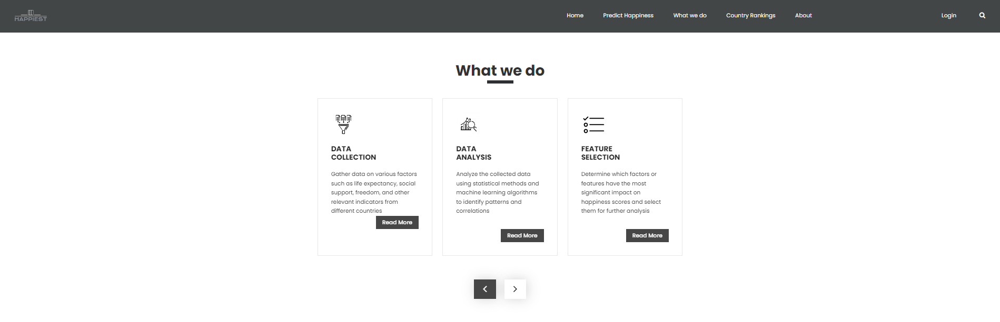 HAPPIEST
Home Predict Happiness What we do Country Rankings About Login
What we do
DATA
COLLECTION
Gather data on various factors
such as life expectancy, social
support, freedom, and other
relevant indicators from
different countries
Read More
DATA
ANALYSIS
Analyze the collected data
using statistical methods and
machine learning algorithms
to identify patterns and
correlations
Read More
FEATURE
SELECTION
Determine which factors or
features have the most
significant impact on
happiness scores and select
them for further analysis
Read More